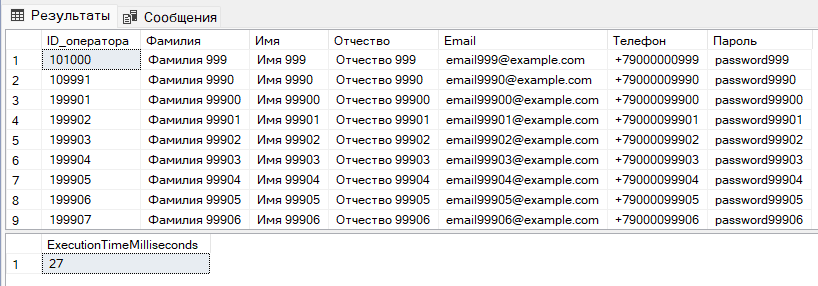 Результаты Сообщения
ID_оператора Фамилия Имя Отчество Email Телефон Пароль
1 101000 Фамилия 999 Имя 999 Отчество 999 email999@example.com +79000000999 password999
2 109991 Фамилия 9990 Имя 9990 Отчество 9990 email9990@example.com +79000009990 password9990
3 199901 Фамилия 99900 Имя 99900 Отчество 99900 email99900@example.com +79000099900 password99900
4 199902 Фамилия 99901 Имя 99901 Отчество 99901 email99901@example.com +79000099901 password99901
5 199903 Фамилия 99902 Имя 99902 Отчество 99902 email99902@example.com +79000099902 password99902
6 199904 Фамилия 99903 Имя 99903 Отчество 99903 email99903@example.com +79000099903 password99903
7 199905 Фамилия 99904 Имя 99904 Отчество 99904 email99904@example.com +79000099904 password99904
8 199906 Фамилия 99905 Имя 99905 Отчество 99905 email99905@example.com +79000099905 password99905
9 199907 Фамилия 99906 Имя 99906 Отчество 99906 email99906@example.com +79000099906 password99906
ExecutionTimeMilliseconds
1 27